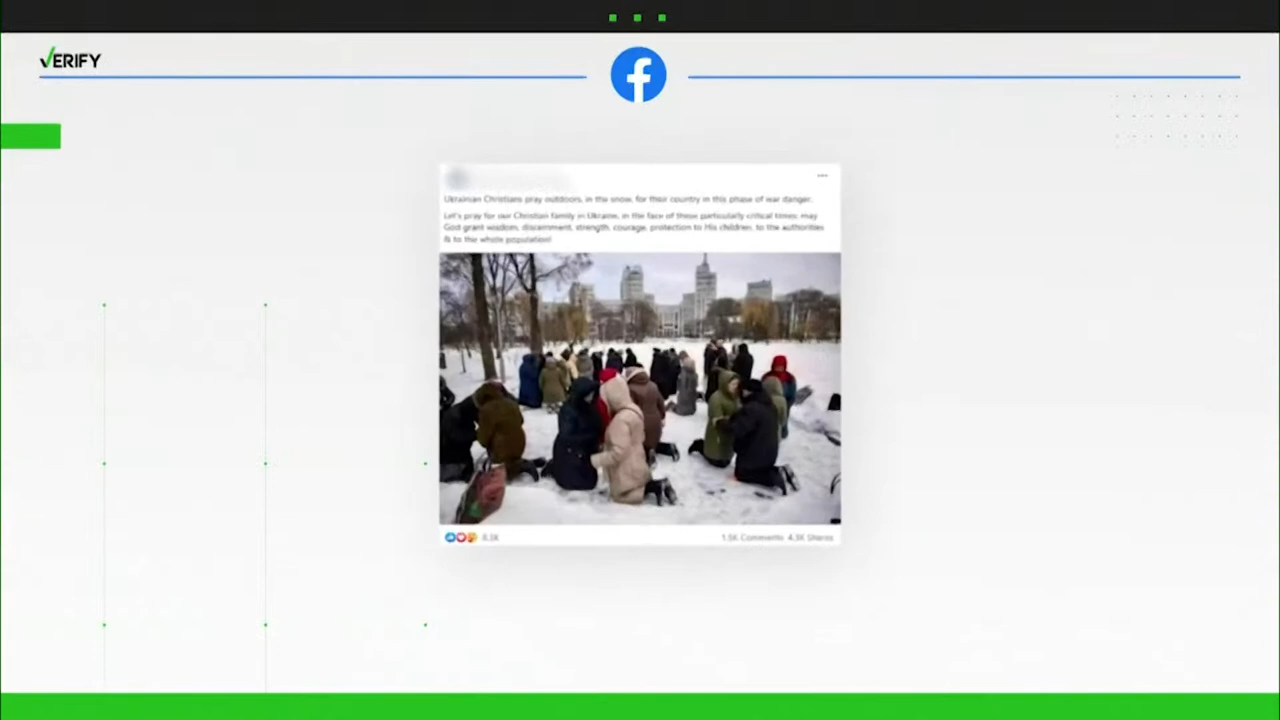 VERIFY
Ukrainian Christians pray outdoors, in the snow, for their country in this phase of war danger.
Let's pray for our Christian family in Ukraine, in the face of these particularly critical times; may
God grant wisdom, discernment, strength, courage, protection to His children, to the authorities
& to the whole population!
8.3K
1.5K Comments 4.3K Shares